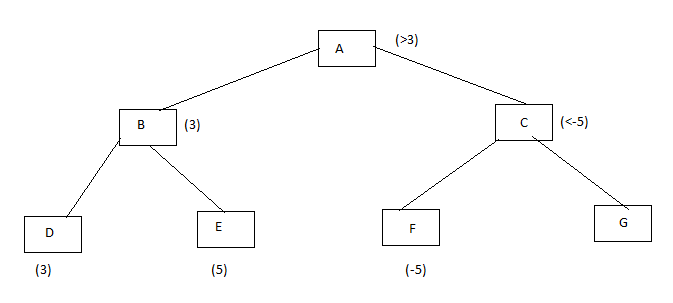 A (>3)
B (3) C (<-5)
D E F G
(3) (5) (-5)